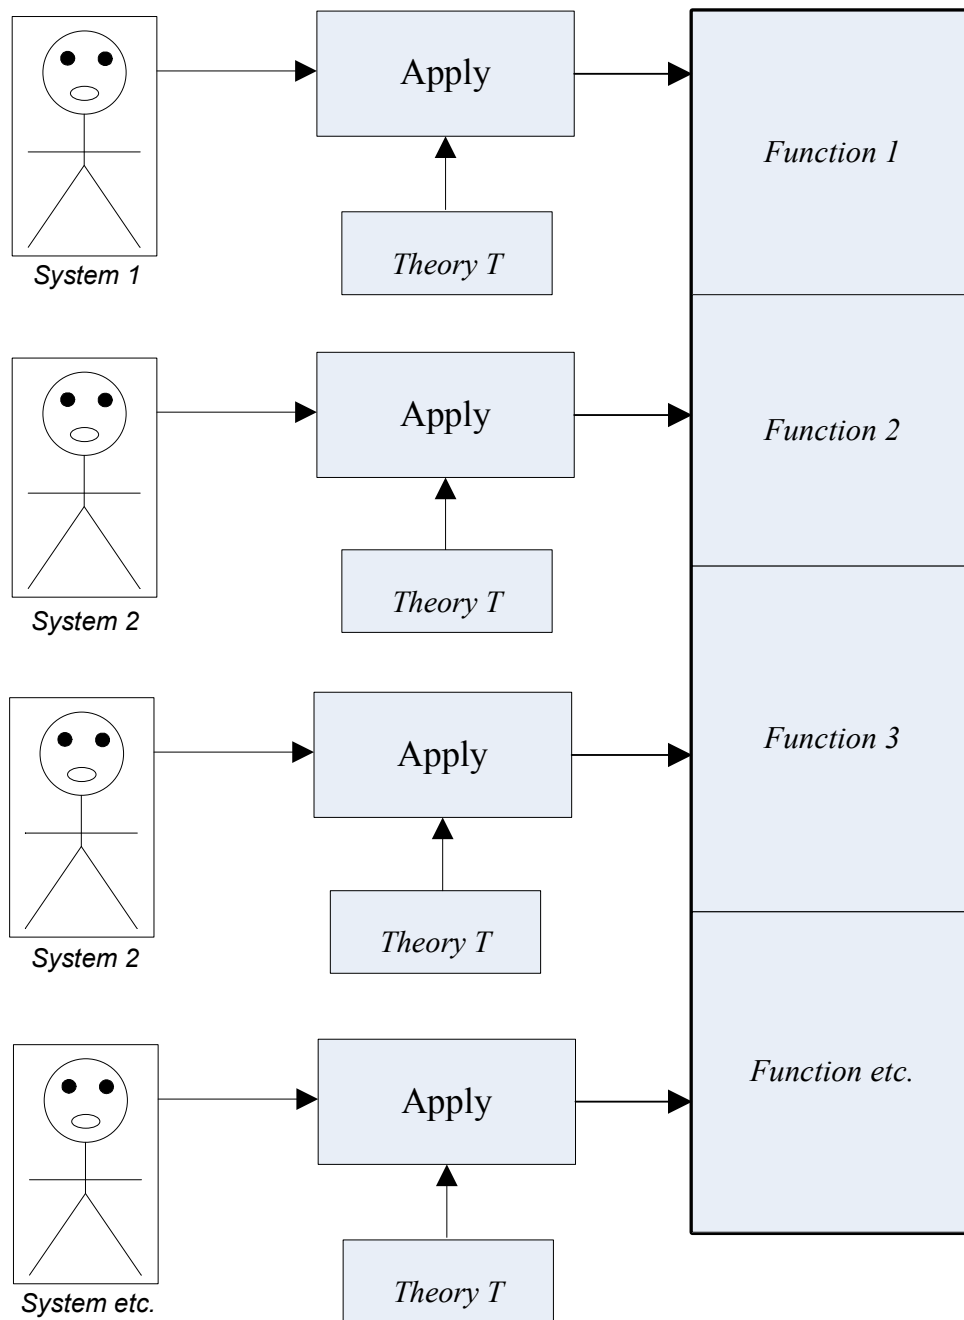 Apply
Function 1
Theory T
System 1
Apply
Function 2
Theory T
System 2
Apply
Function 3
Theory T
System 2
Apply
Function etc.
Theory T
System etc.